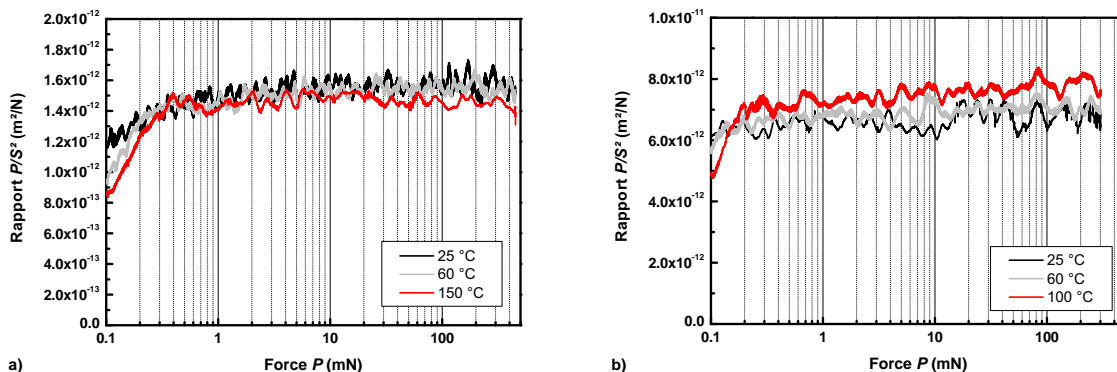 2.0x10⁻¹²
1.8x10⁻¹²
1.6x10⁻¹²
1.4x10⁻¹²
1.2x10⁻¹²
1.0x10⁻¹²
8.0x10⁻¹³
6.0x10⁻¹³
4.0x10⁻¹³
2.0x10⁻¹³
0.0
Rapport P/S² (m²/N)
25 °C
60 °C
150 °C
0.1 1 10 100
Force P (mN)
a)
1.0x10⁻¹¹
8.0x10⁻¹²
6.0x10⁻¹²
4.0x10⁻¹²
2.0x10⁻¹²
0.0
Rapport P/S² (m²/N)
25 °C
60 °C
100 °C
0.1 1 10 100
Force P (mN)
b)